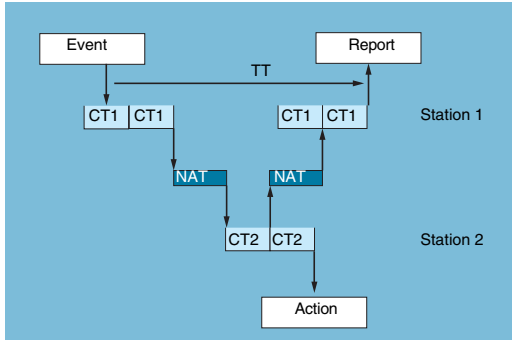 Event
Report
TT
CT1 CT1 CT1 CT1 Station 1
NAT NAT
CT2 CT2 Station 2
Action